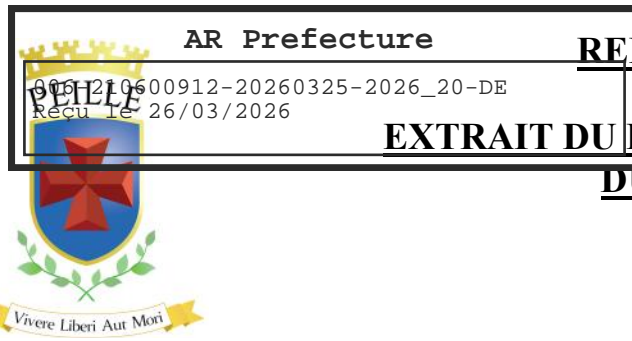 AR Prefecture
006-210600912-20260325-2026_20-DE
Reçu le 26/03/2026
PEILLE
EXTRAIT DU
Vivere Liberi Aut Mori